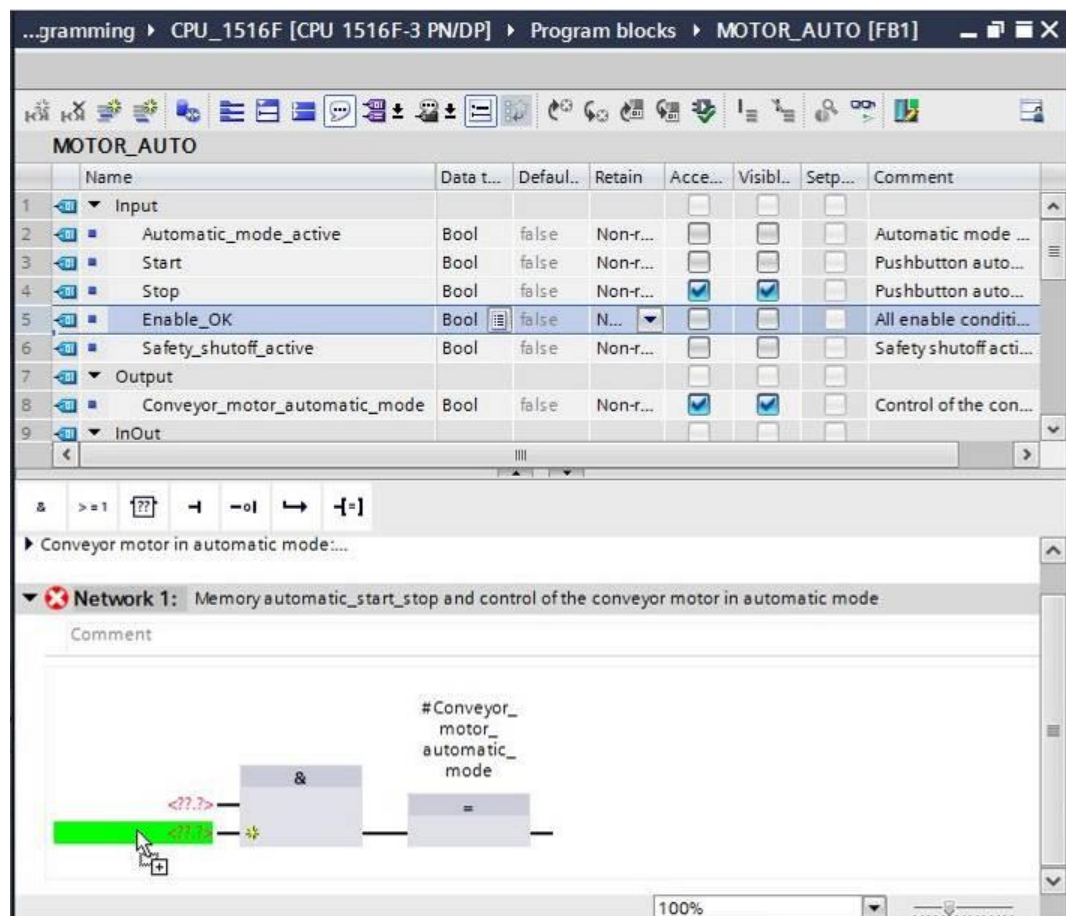 ...gramming ▸ CPU_1516F [CPU 1516F-3 PN/DP] ▸ Program blocks ▸ MOTOR_AUTO [FB1]
MOTOR_AUTO
Name Data t... Defaul.. Retain Acce... Visibl.. Setp... Comment
1 Input
2 Automatic_mode_active Bool false Non-r... Automatic mode ...
3 Start Bool false Non-r... Pushbutton auto...
4 Stop Bool false Non-r... Pushbutton auto...
5 Enable_OK Bool false N... All enable conditi...
6 Safety_shutoff_active Bool false Non-r... Safety shutoff acti...
7 Output
8 Conveyor_motor_automatic_mode Bool false Non-r... Control of the con...
9 InOut
& >=1 ?? -[=]
Conveyor motor in automatic mode:...
Network 1: Memory automatic_start_stop and control of the conveyor motor in automatic mode
Comment
#Conveyor_
motor_
automatic_
mode
&
<??.?>
=
<??.?>
100%